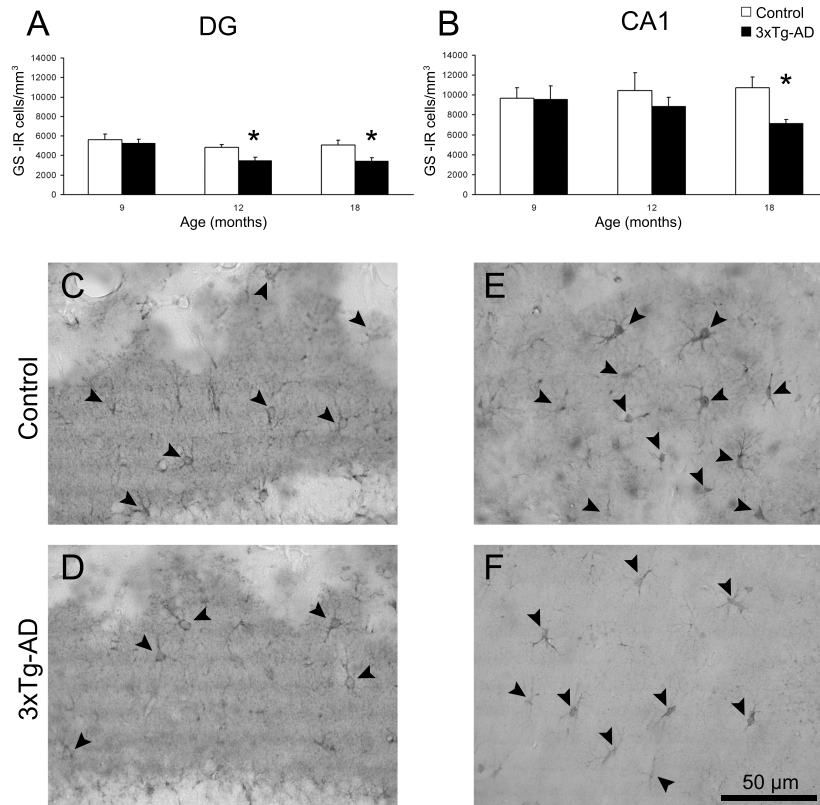 A
DG
B
CA1
Control
3xTg-AD
GS -IR cells/mm³
14000
12000
10000
8000
6000
4000
2000
0
*
*
9
12
18
Age (months)
GS -IR cells/mm³
14000
12000
10000
8000
6000
4000
2000
0
*
9
12
18
Age (months)
Control
C
E
3xTg-AD
D
F
50 µm